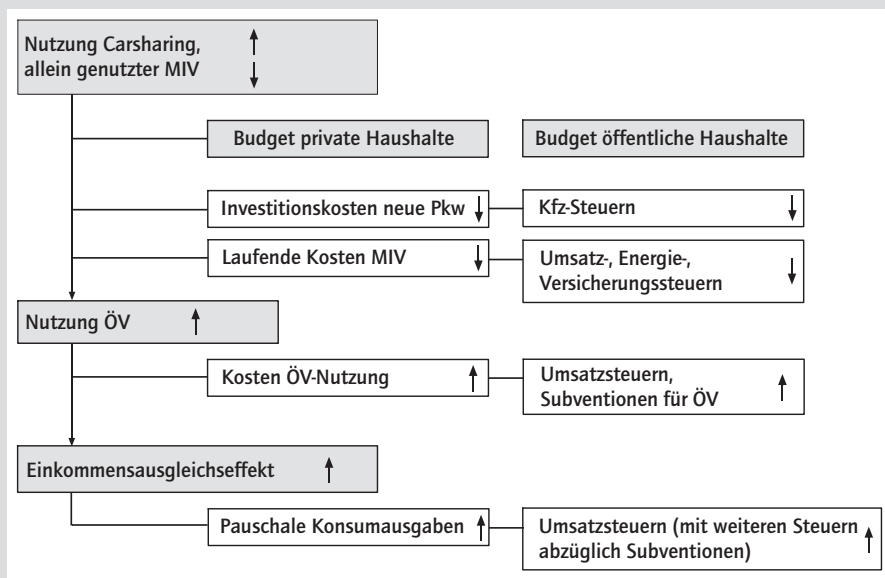 Nutzung Carsharing,
allein genutzter MIV
Budget private Haushalte
Budget öffentliche Haushalte
Investitionskosten neue Pkw
Kfz-Steuern
Laufende Kosten MIV
Umsatz-, Energie-,
Versicherungssteuern
Nutzung ÖV
Kosten ÖV-Nutzung
Umsatzsteuern,
Subventionen für ÖV
Einkommensausgleichseffekt
Pauschale Konsumausgaben
Umsatzsteuern (mit weiteren Steuern
abzüglich Subventionen)